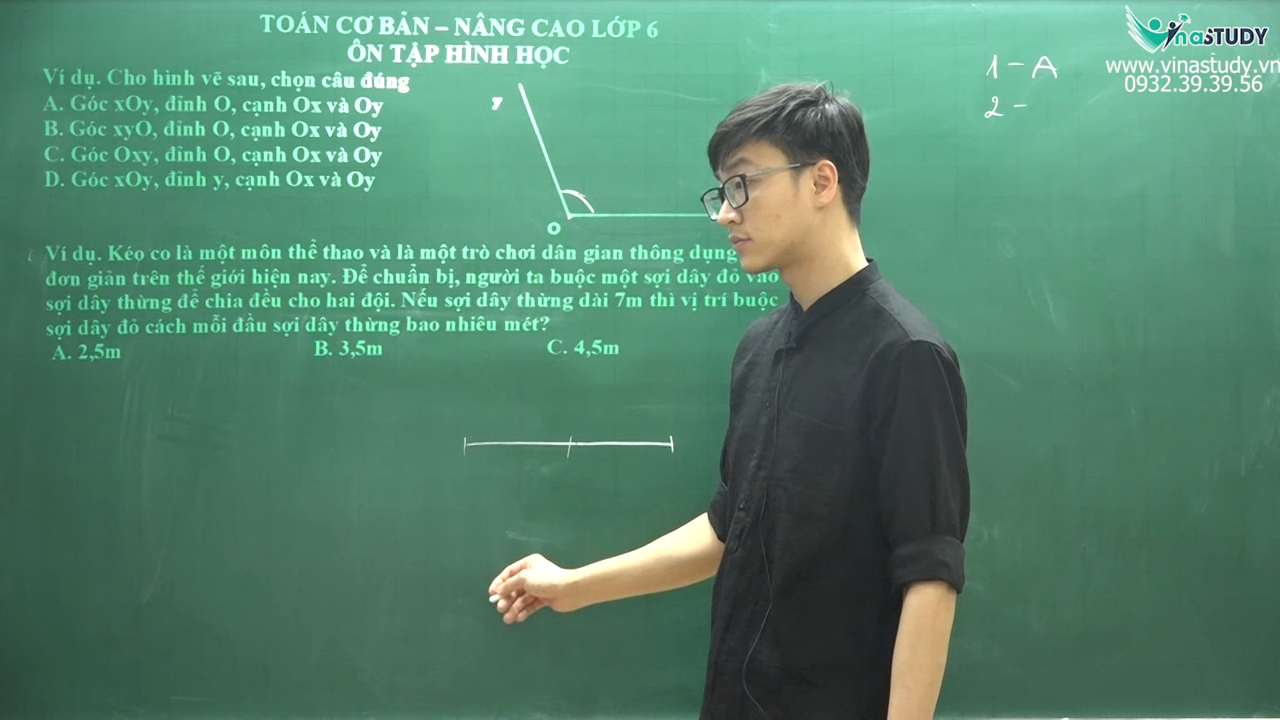 TOÁN CƠ BẢN – NÂNG CAO LỚP 6
ÔN TẬP HÌNH HỌC
Ví dụ. Cho hình vẽ sau, chọn câu đúng
A. Góc xOy, đỉnh O, cạnh Ox và Oy
B. Góc xyO, đỉnh O, cạnh Ox và Oy
C. Góc Oxy, đỉnh O, cạnh Ox và Oy
D. Góc xOy, đỉnh y, cạnh Ox và Oy
y
O
Ví dụ. Kéo co là một môn thể thao và là một trò chơi dân gian thông dụng
đơn giản trên thế giới hiện nay. Để chuẩn bị, người ta buộc một sợi dây đỏ vào
sợi dây thừng để chia đều cho hai đội. Nếu sợi dây thừng dài 7m thì vị trí buộc
sợi dây đỏ cách mỗi đầu sợi dây thừng bao nhiêu mét?
A. 2,5m B. 3,5m C. 4,5m
1 – A
2 –
VinaSTUDY
www.vinastudy.vn
0932.39.39.56